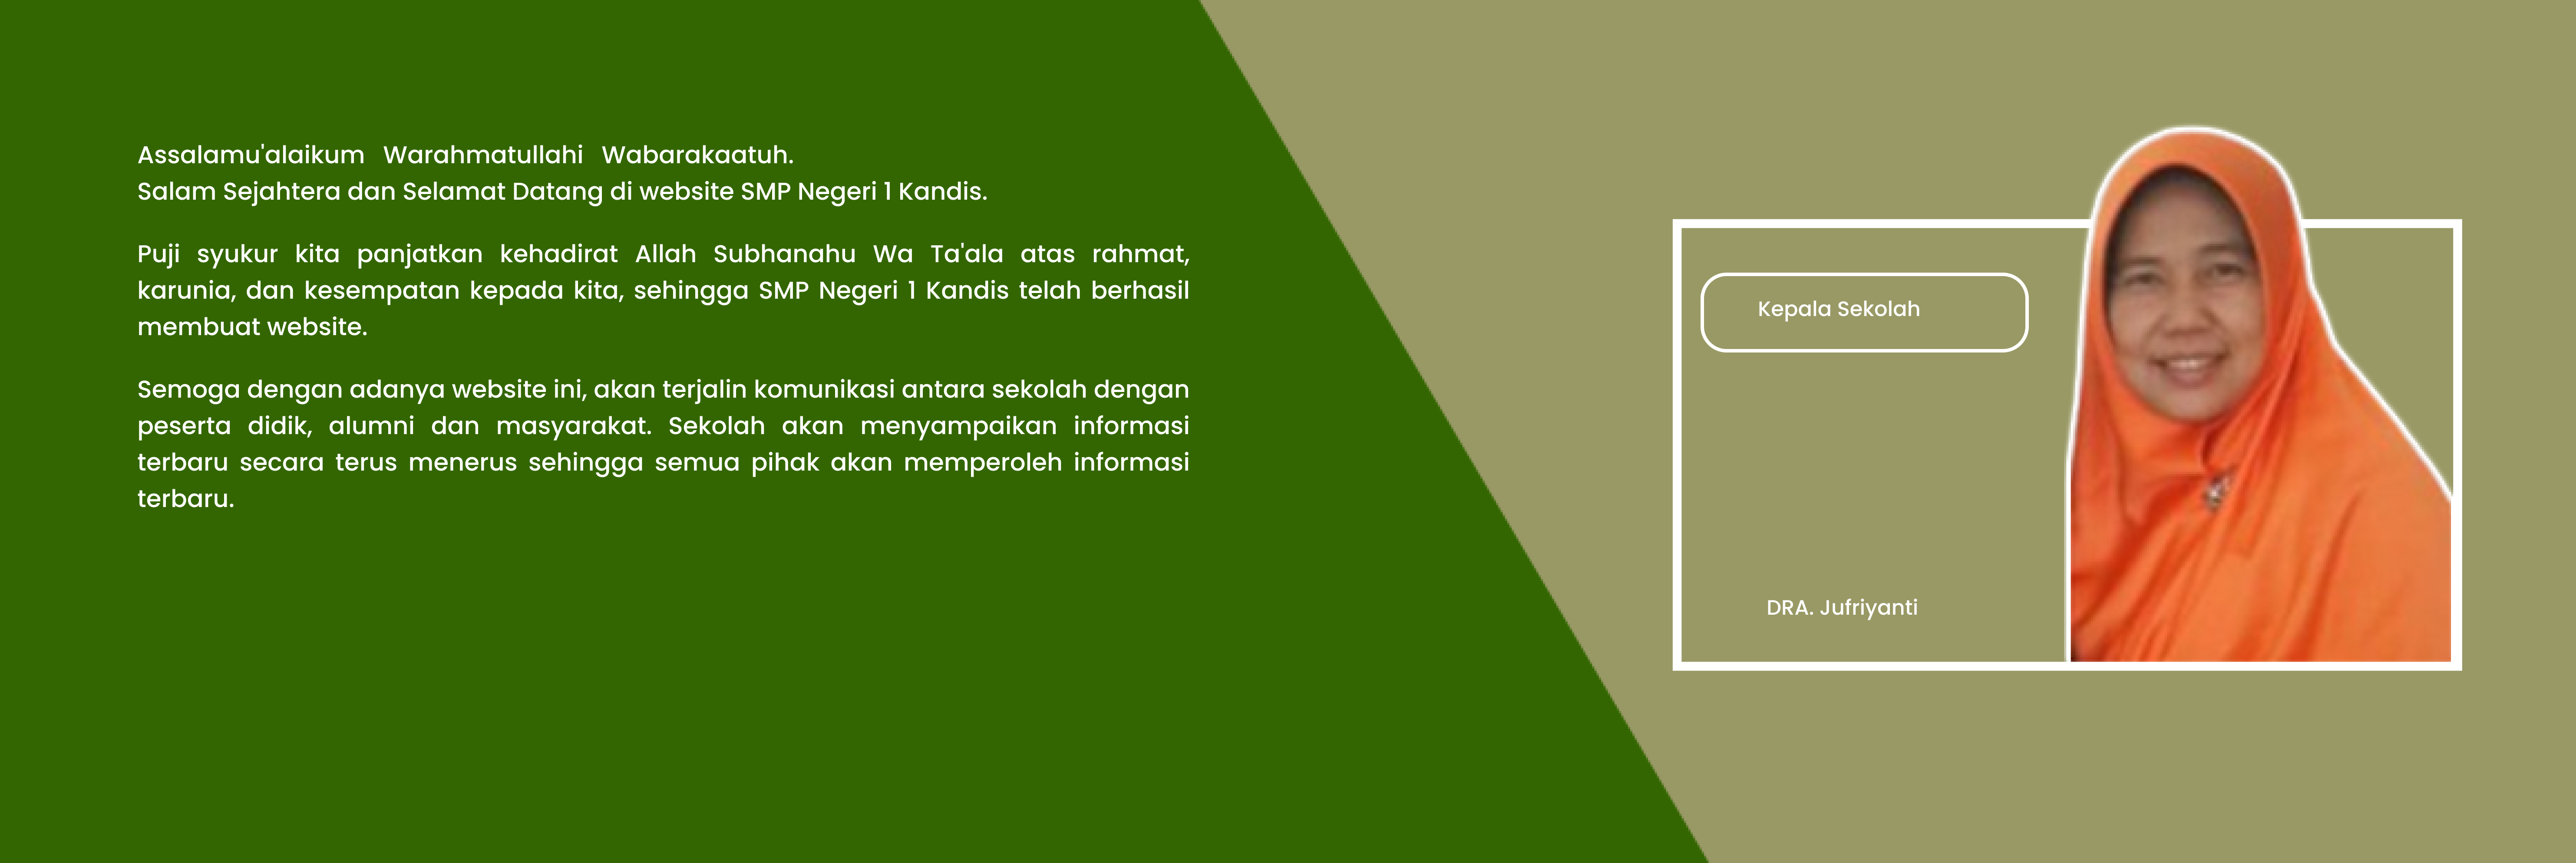 Assalamu'alaikum Warahmatullahi Wabarakaatuh.
Salam Sejahtera dan Selamat Datang di website SMP Negeri 1 Kandis.
Puji syukur kita panjatkan kehadirat Allah Subhanahu Wa Ta'ala atas rahmat,
karunia, dan kesempatan kepada kita, sehingga SMP Negeri 1 Kandis telah berhasil
membuat website.
Semoga dengan adanya website ini, akan terjalin komunikasi antara sekolah dengan
peserta didik, alumni dan masyarakat. Sekolah akan menyampaikan informasi
terbaru secara terus menerus sehingga semua pihak akan memperoleh informasi
terbaru.
Kepala Sekolah
DRA. Jufriyanti